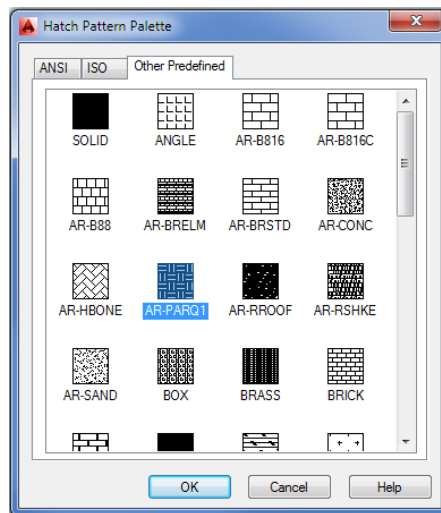 Hatch Pattern Palette
ANSI ISO Other Predefined
SOLID ANGLE AR-B816 AR-B816C
AR-B88 AR-BRELM AR-BRSTD AR-CONC
AR-HBONE AR-PARQ1 AR-RROOF AR-RSHKE
AR-SAND BOX BRASS BRICK
OK Cancel Help